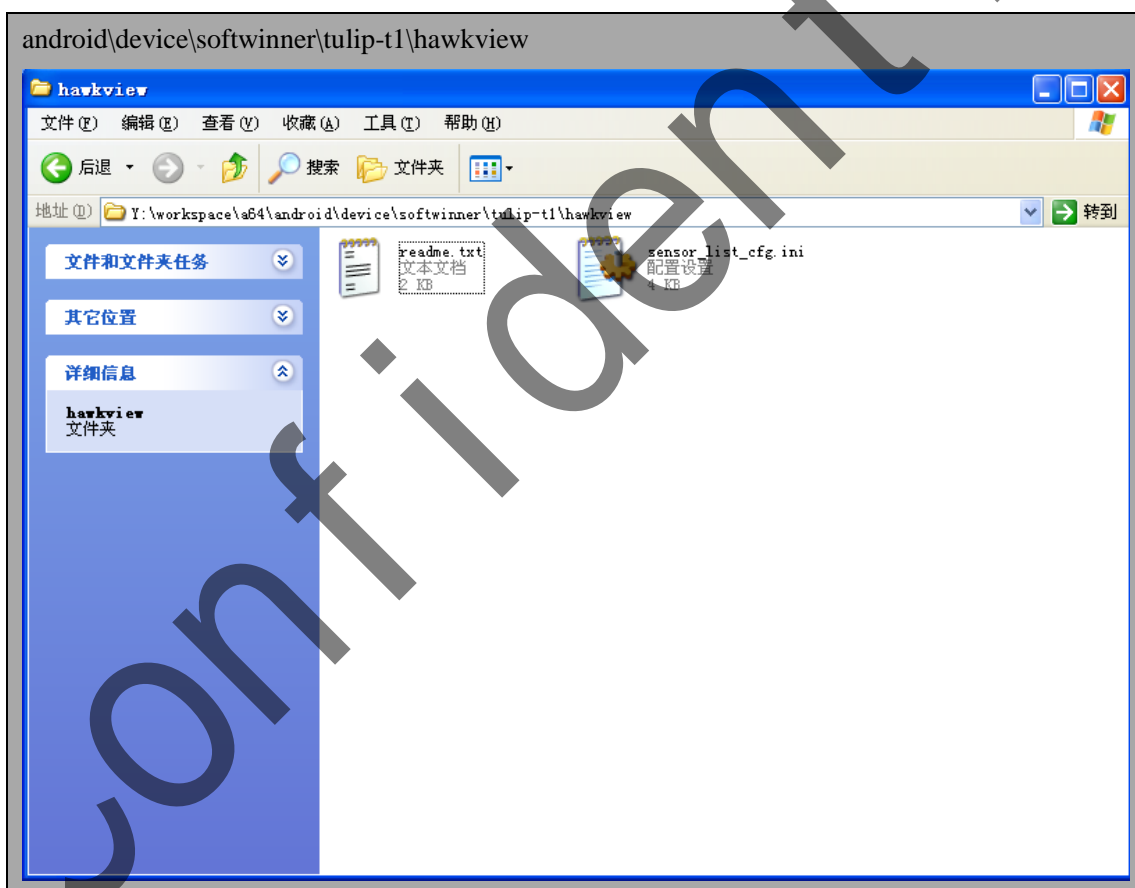 android\device\softwinner\tulip-t1\hawkview
hawkview
文件(F) 编辑(E) 查看(V) 收藏(A) 工具(T) 帮助(H)
后退 搜索 文件夹
地址(D) Y:\workspace\a64\android\device\softwinner\tulip-t1\hawkview 转到
文件和文件夹任务
其它位置
详细信息
hawkview
文件夹
readme.txt
文本文档
2 KB
sensor_list_cfg.ini
配置设置
4 KB
confident